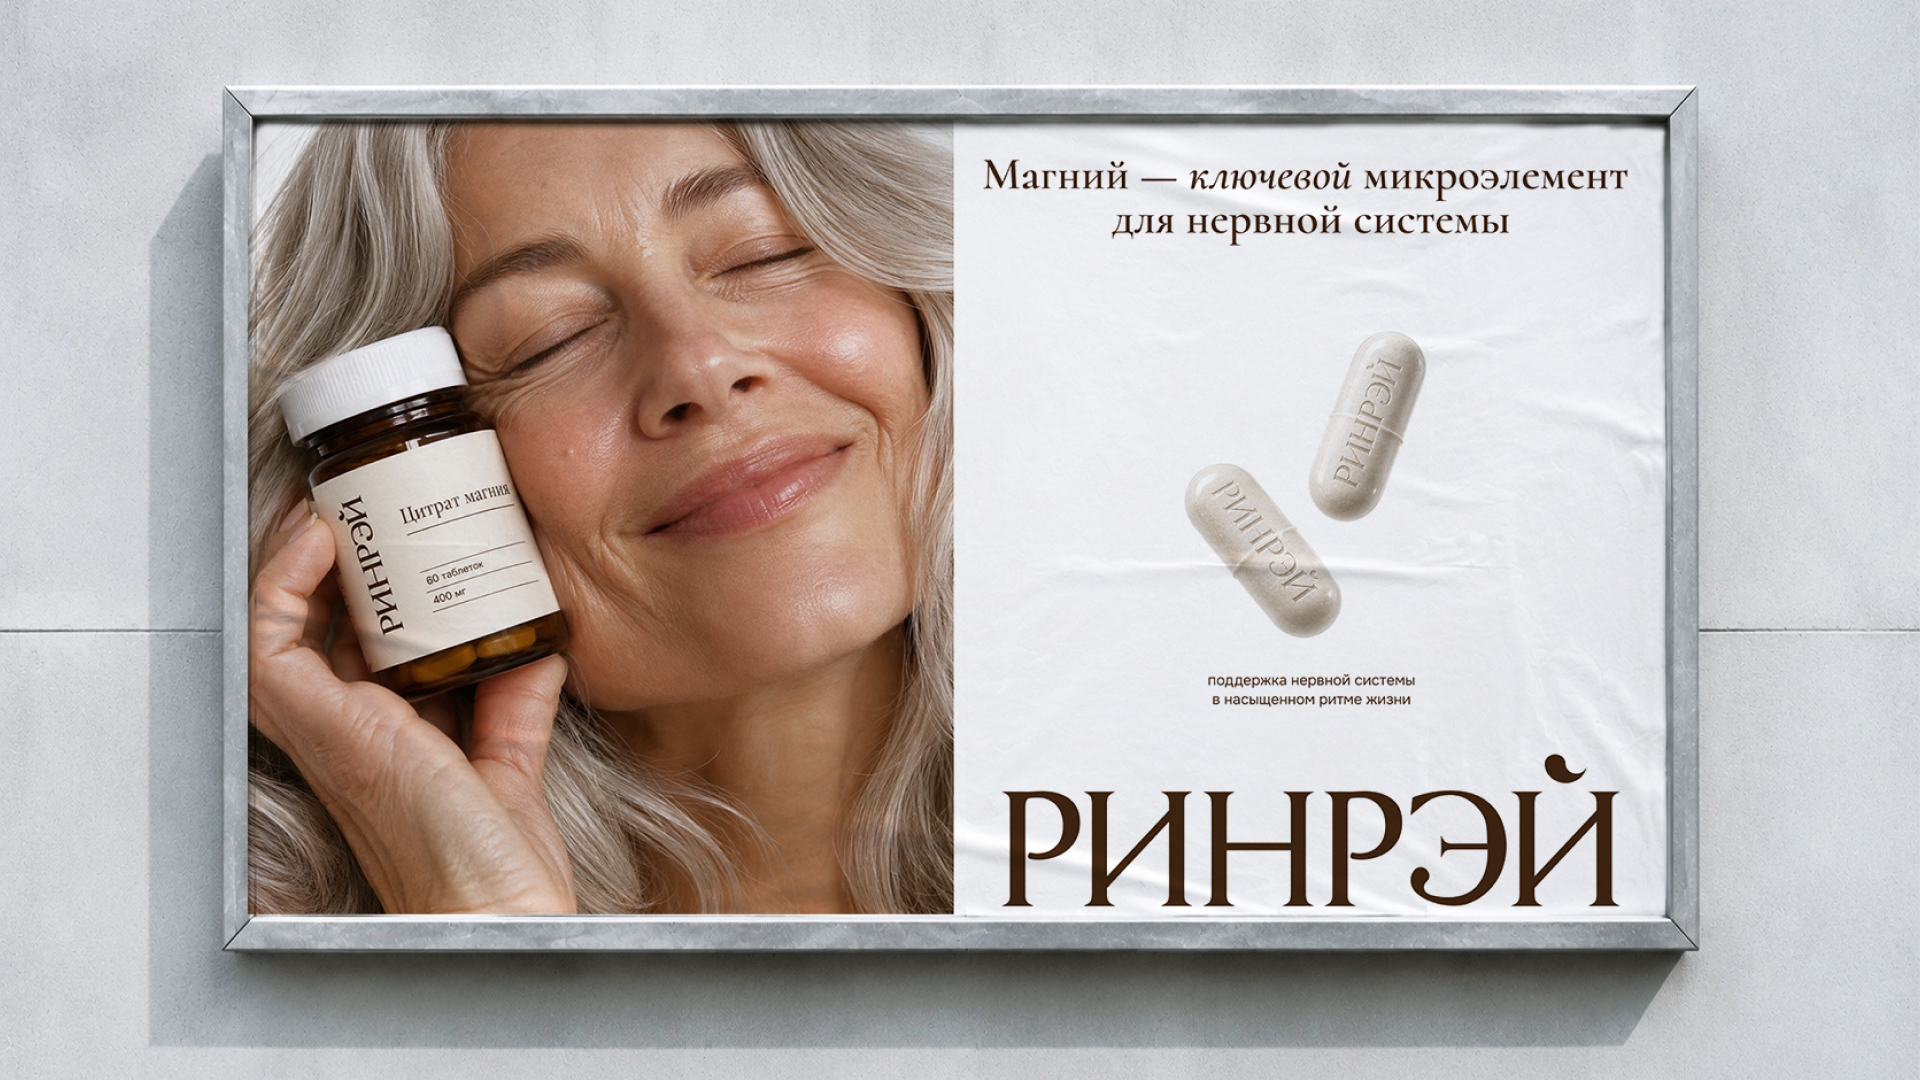 Магний — ключевой микроэлемент
для нервной системы
РИНРЭЙ
Цитрат магния
60 таблеток
400 мг
РИНРЭЙ
РИНРЭЙ
поддержка нервной системы
в насыщенном ритме жизни
РИНРЭЙ